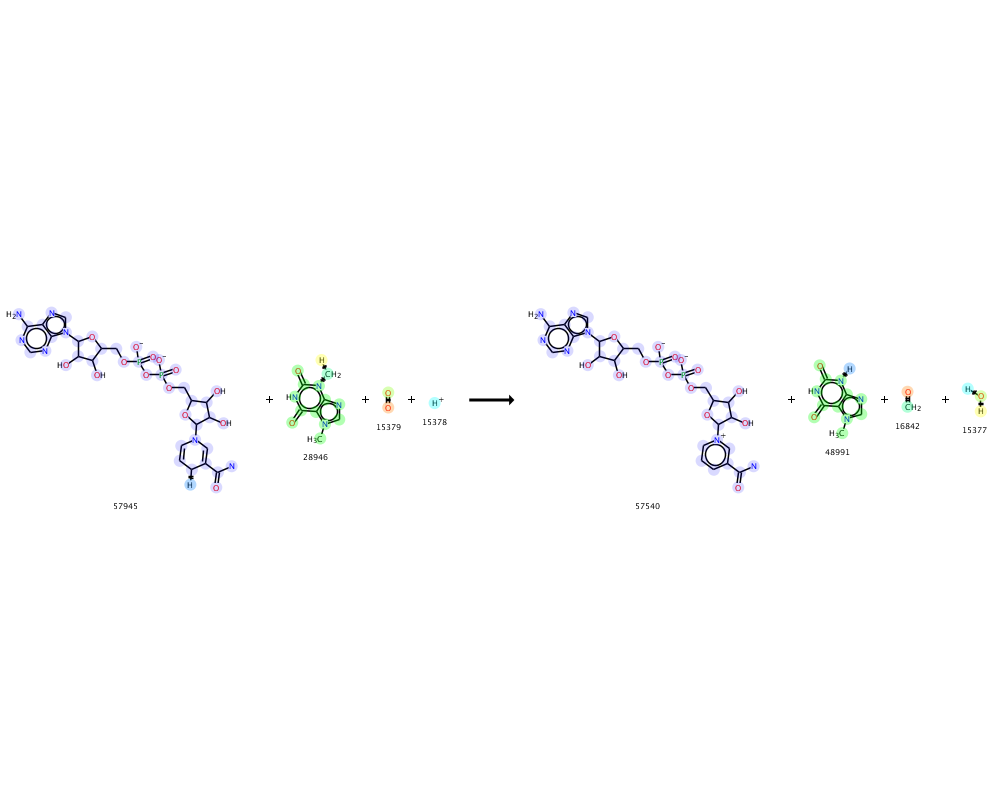 H₂N N N N N O HO OH O O⁻ P O O O⁻ P O O O OH OH N H N O
57945
+
H CH₂ O HN O N N N H₃C
28946
+
O O
15379
+
H⁺
15378
H₂N N N N N O HO OH O O⁻ P O O O⁻ P O O O OH OH N⁺ N O
57540
+
H O HN O N N N H₃C
48991
+
O CH₂
16842
+
H O H
15377